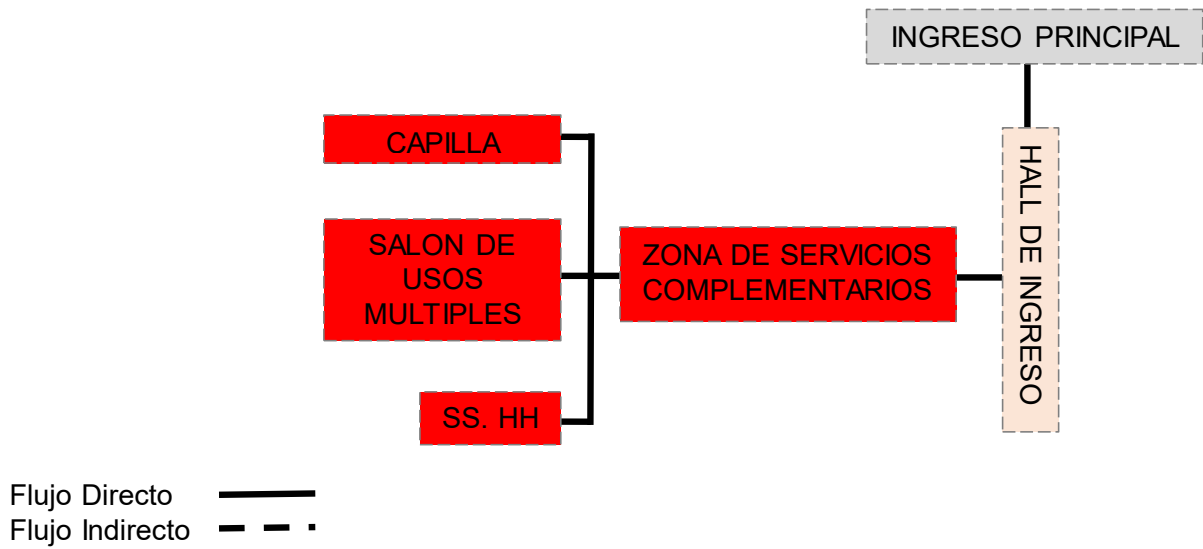 INGRESO PRINCIPAL
CAPILLA
SALON DE
USOS
MULTIPLES
ZONA DE SERVICIOS
COMPLEMENTARIOS
HALL DE INGRESO
SS. HH
Flujo Directo
Flujo Indirecto